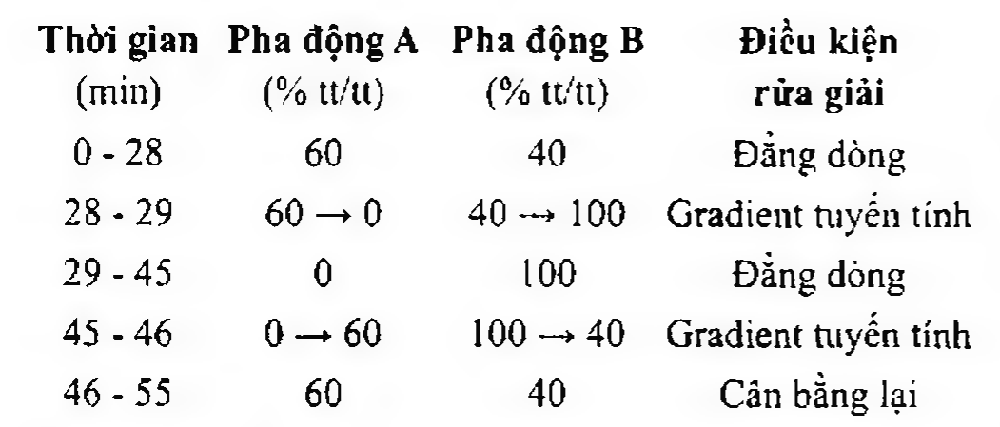 Thời gian Pha động A Pha động B Điều kiện
(min) (% tt/tt) (% tt/tt) rửa giải
0 - 28 60 40 Đẳng dòng
28 - 29 60 → 0 40 → 100 Gradient tuyến tính
29 - 45 0 100 Đẳng dòng
45 - 46 0 → 60 100 → 40 Gradient tuyến tính
46 - 55 60 40 Cân bằng lại